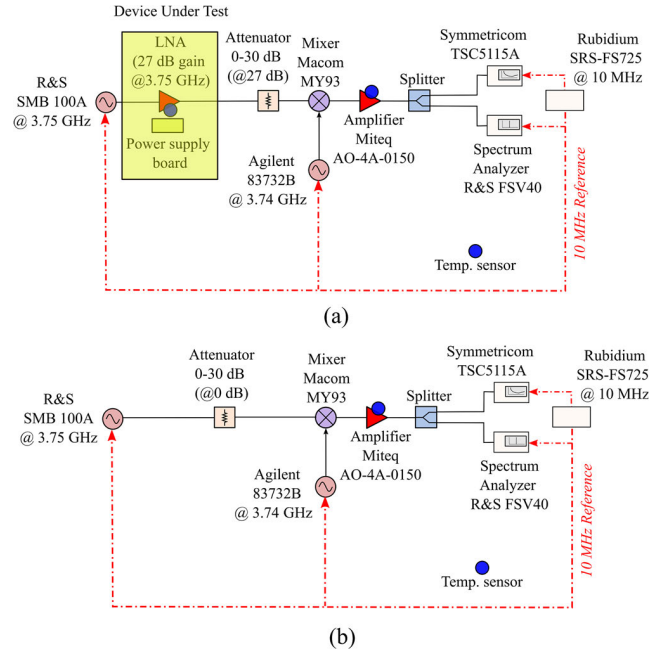 Device Under Test
LNA
(27 dB gain
@3.75 GHz)
Power supply
board
R&S
SMB 100A
@ 3.75 GHz
Attenuator
0-30 dB
(@27 dB)
Mixer
Macom
MY93
Agilent
83732B
@ 3.74 GHz
Amplifier
Miteq
AO-4A-0150
Splitter
Symmetricom
TSC5115A
Spectrum
Analyzer
R&S FSV40
Rubidium
SRS-FS725
@ 10 MHz
10 MHz Reference
Temp. sensor
(a)
R&S
SMB 100A
@ 3.75 GHz
Attenuator
0-30 dB
(@0 dB)
Mixer
Macom
MY93
Agilent
83732B
@ 3.74 GHz
Amplifier
Miteq
AO-4A-0150
Splitter
Symmetricom
TSC5115A
Spectrum
Analyzer
R&S FSV40
Rubidium
SRS-FS725
@ 10 MHz
10 MHz Reference
Temp. sensor
(b)